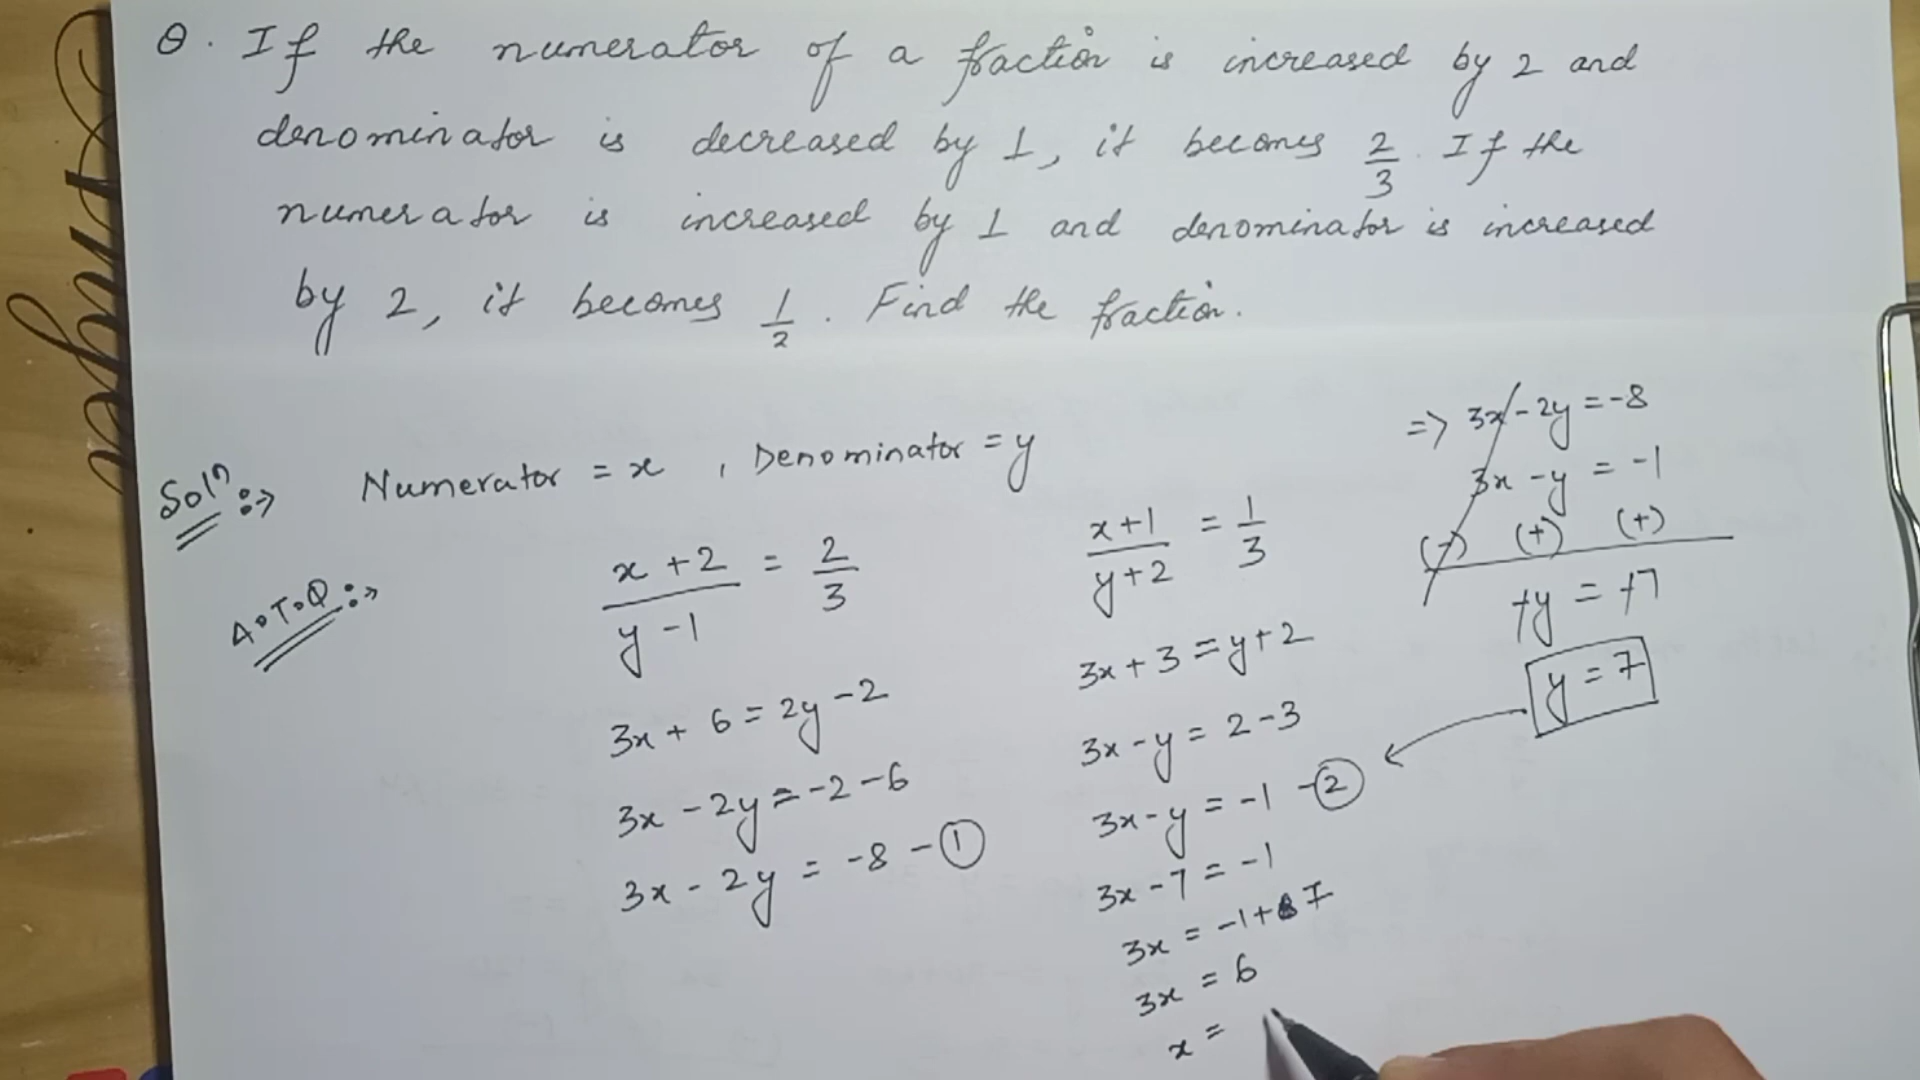 Q. If the numerator of a fraction is increased by 2 and
denominator is decreased by 1, it becomes 2/3. If the
numerator is increased by 1 and denominator is increased
by 2, it becomes 1/2. Find the fraction.
Sol^n :->
Numerator = x , Denominator = y
A.T.Q :->
(x + 2)/(y - 1) = 2/3
3x + 6 = 2y - 2
3x - 2y = -2 - 6
3x - 2y = -8 - ①
(x + 1)/(y + 2) = 1/3
3x + 3 = y + 2
3x - y = 2 - 3
3x - y = -1 - ②
3x - 7 = -1
3x = -1 + 7
3x = 6
x =
=> 3x - 2y = -8
3x - y = -1
(-) (+) (+)
+y = +7
y = 7